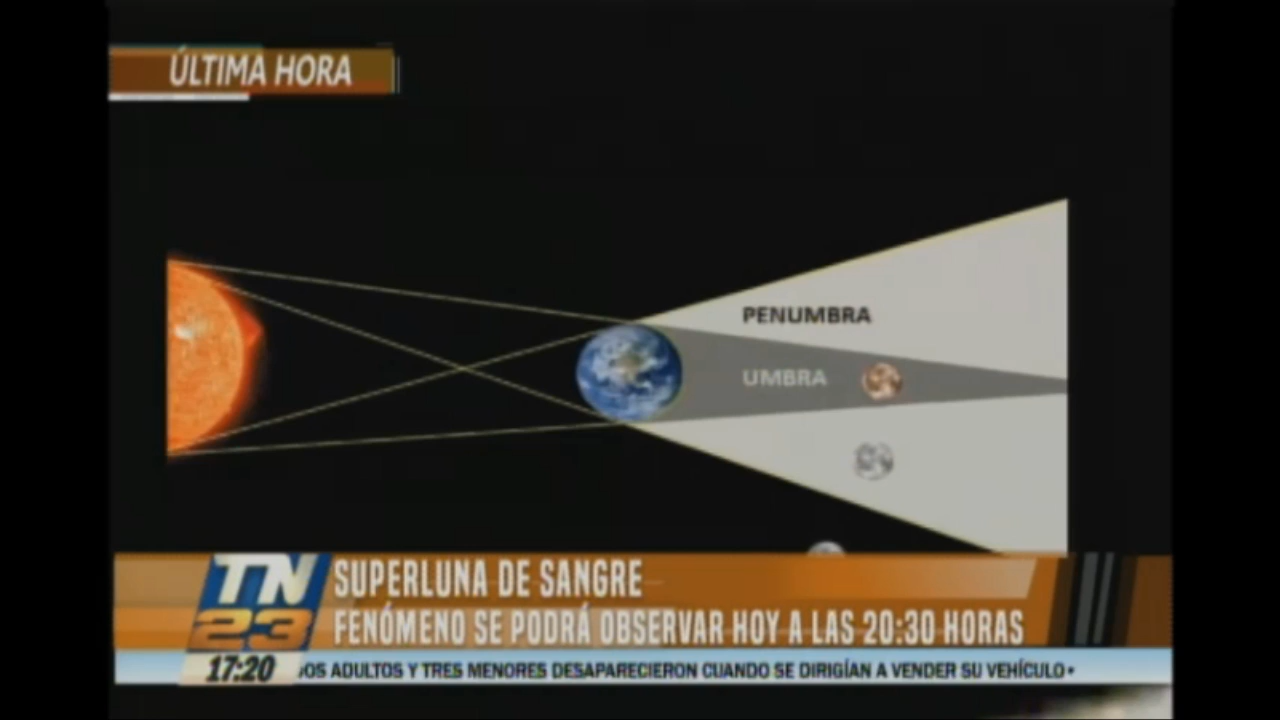 ÚLTIMA HORA
PENUMBRA
UMBRA
TN
23
SUPERLUNA DE SANGRE
FENÓMENO SE PODRÁ OBSERVAR HOY A LAS 20:30 HORAS
17:20
ADULTOS Y TRES MENORES DESAPARECIERON CUANDO SE DIRIGÍAN A VENDER SU VEHÍCULO•